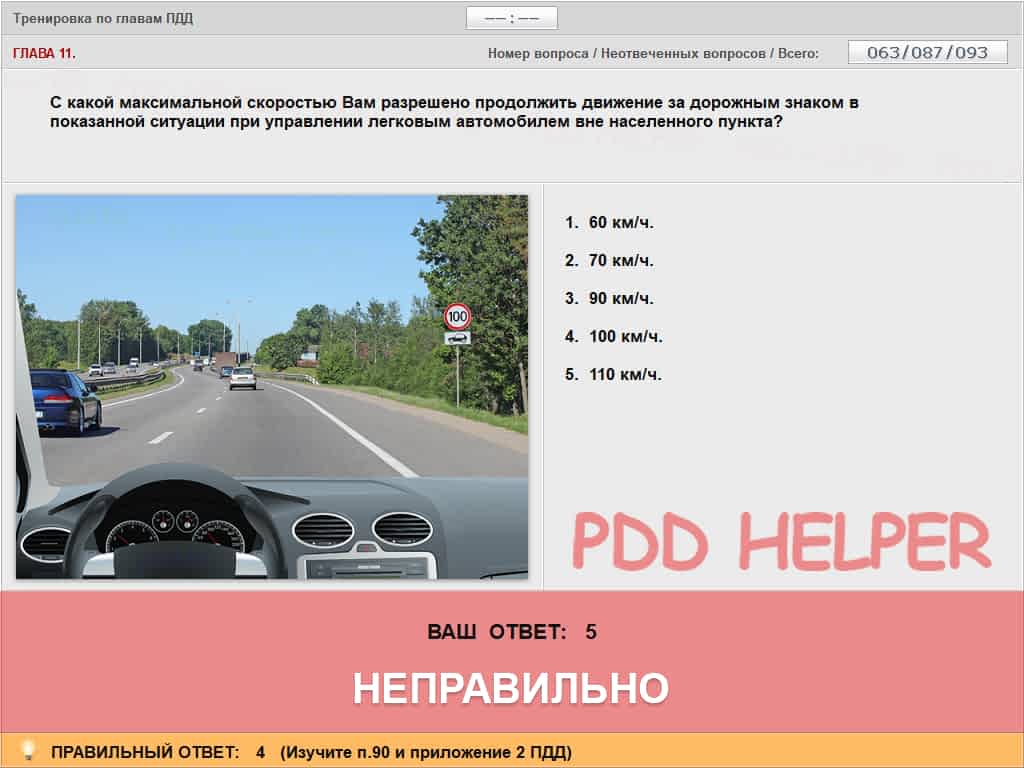 Тренировка по главам ПДД
—— : ——
ГЛАВА 11.
Номер вопроса / Неотвеченных вопросов / Всего: 063/087/093
С какой максимальной скоростью Вам разрешено продолжить движение за дорожным знаком в
показанной ситуации при управлении легковым автомобилем вне населенного пункта?
100
1. 60 км/ч.
2. 70 км/ч.
3. 90 км/ч.
4. 100 км/ч.
5. 110 км/ч.
PDD HELPER
ВАШ ОТВЕТ: 5
НЕПРАВИЛЬНО
ПРАВИЛЬНЫЙ ОТВЕТ: 4 (Изучите п.90 и приложение 2 ПДД)